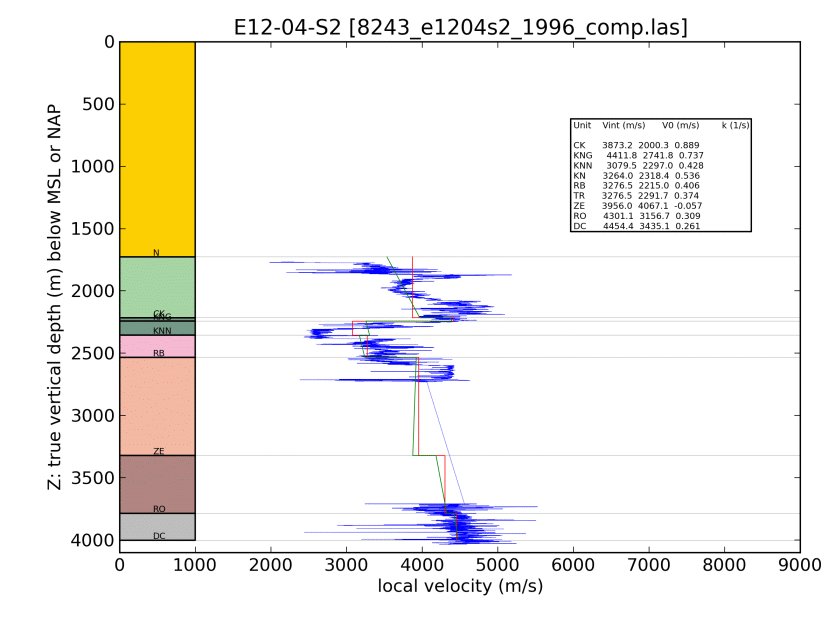 E12-04-S2 [8243_e1204s2_1996_comp.las]
Z: true vertical depth (m) below MSL or NAP
0
500
1000
1500
2000
2500
3000
3500
4000
N
CK
KNG
KNN
RB
ZE
RO
DC
Unit Vint (m/s) V0 (m/s) k (1/s)
CK 3873.2 2000.3 0.889
KNG 4411.8 2741.8 0.737
KNN 3079.5 2297.0 0.428
KN 3264.0 2318.4 0.536
RB 3276.5 2215.0 0.406
TR 3276.5 2291.7 0.374
ZE 3956.0 4067.1 -0.057
RO 4301.1 3156.7 0.309
DC 4454.4 3435.1 0.261
0 1000 2000 3000 4000 5000 6000 7000 8000 9000
local velocity (m/s)